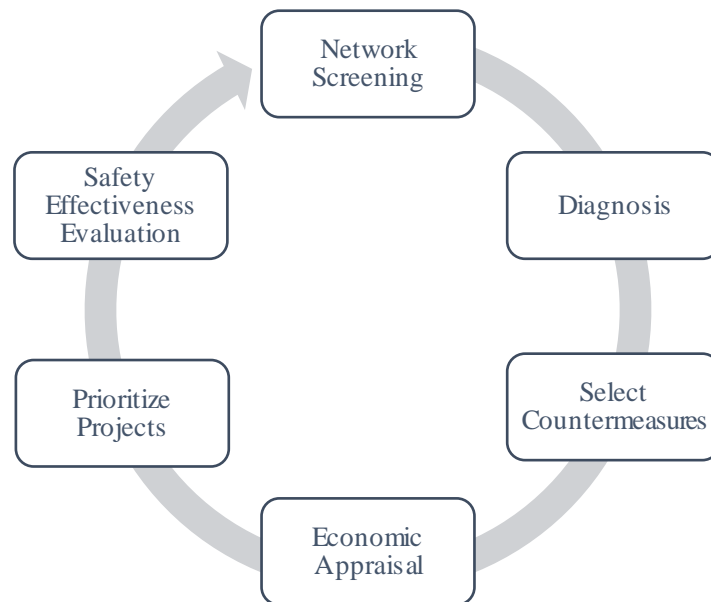 Network
Screening
Diagnosis
Select
Countermeasures
Economic
Appraisal
Prioritize
Projects
Safety
Effectiveness
Evaluation